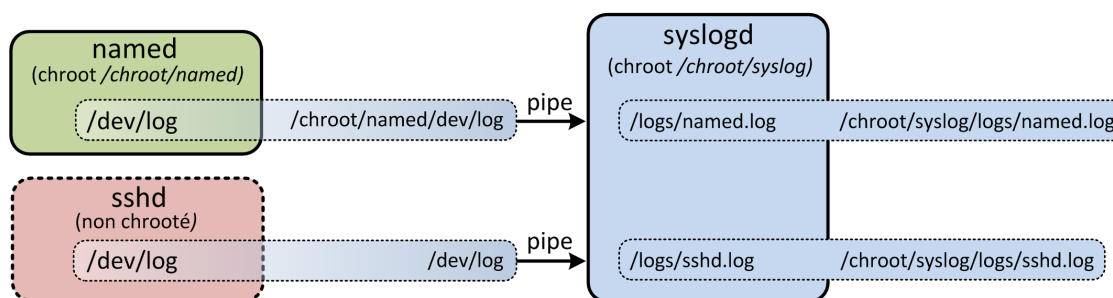 named
(chroot /chroot/named)
/dev/log
/chroot/named/dev/log
pipe
syslogd
(chroot /chroot/syslog)
/logs/named.log
/chroot/syslog/logs/named.log
sshd
(non chrooté)
/dev/log
/dev/log
pipe
/logs/sshd.log
/chroot/syslog/logs/sshd.log